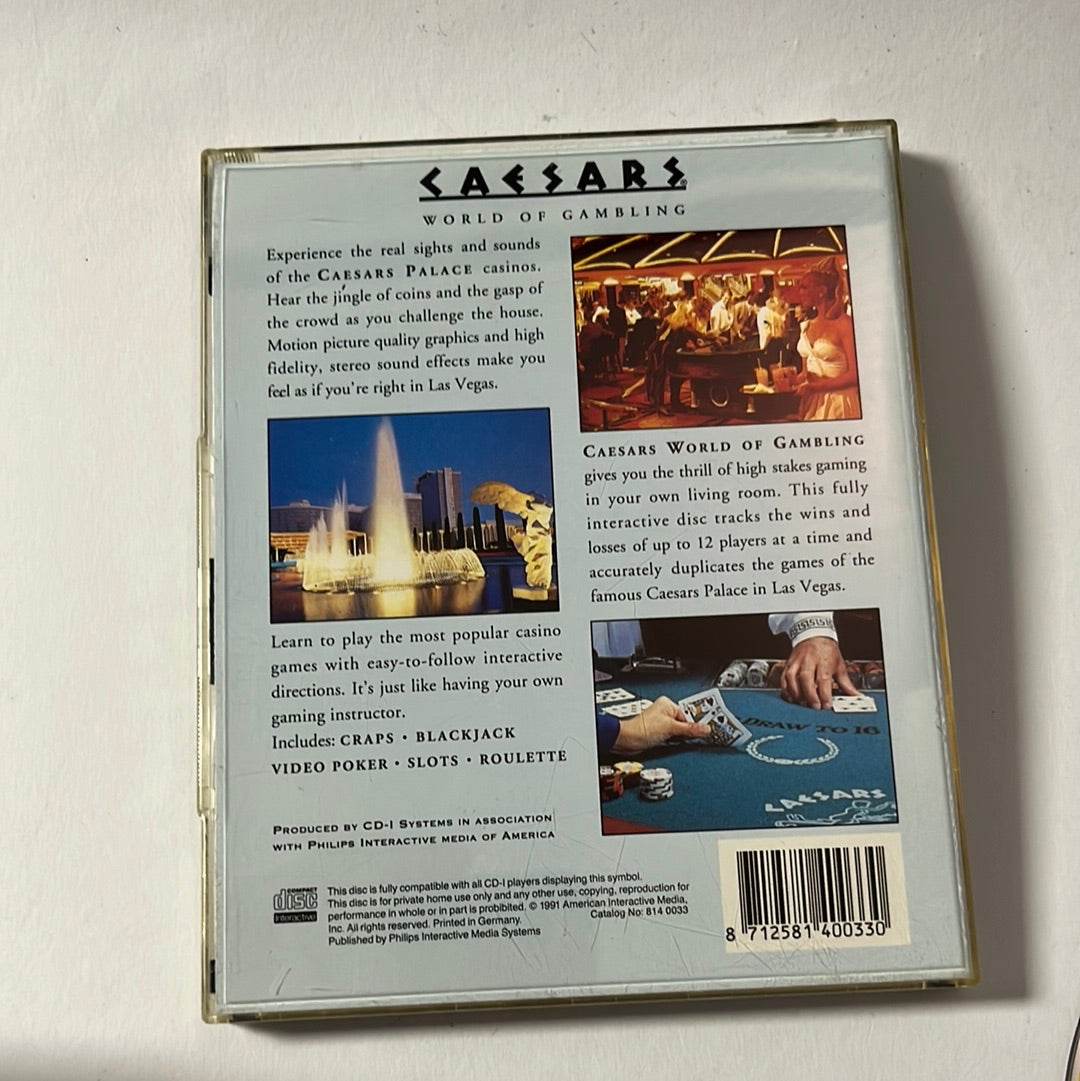 CAESARS
WORLD OF GAMBLING
Experience the real sights and sounds
of the CAESARS PALACE casinos.
Hear the jingle of coins and the gasp of
the crowd as you challenge the house.
Motion picture quality graphics and high
fidelity, stereo sound effects make you
feel as if you're right in Las Vegas.
Learn to play the most popular casino
games with easy-to-follow interactive
directions. It's just like having your own
gaming instructor.
Includes: CRAPS • BLACKJACK
VIDEO POKER • SLOTS • ROULETTE
CAESARS WORLD OF GAMBLING
gives you the thrill of high stakes gaming
in your own living room. This fully
interactive disc tracks the wins and
losses of up to 12 players at a time and
accurately duplicates the games of the
famous Caesars Palace in Las Vegas.
DRAW TO 16
CAESARS
PRODUCED BY CD-I SYSTEMS IN ASSOCIATION
WITH PHILIPS INTERACTIVE MEDIA OF AMERICA
COMPACT
disc
Interactive
This disc is fully compatible with all CD-I players displaying this symbol.
This disc is for private home use only and any other use, copying, reproduction for
performance in whole or in part is prohibited. © 1991 American Interactive Media,
Inc. All rights reserved. Printed in Germany. Catalog No: 814 0033
Published by Philips Interactive Media Systems
8 712581 400330